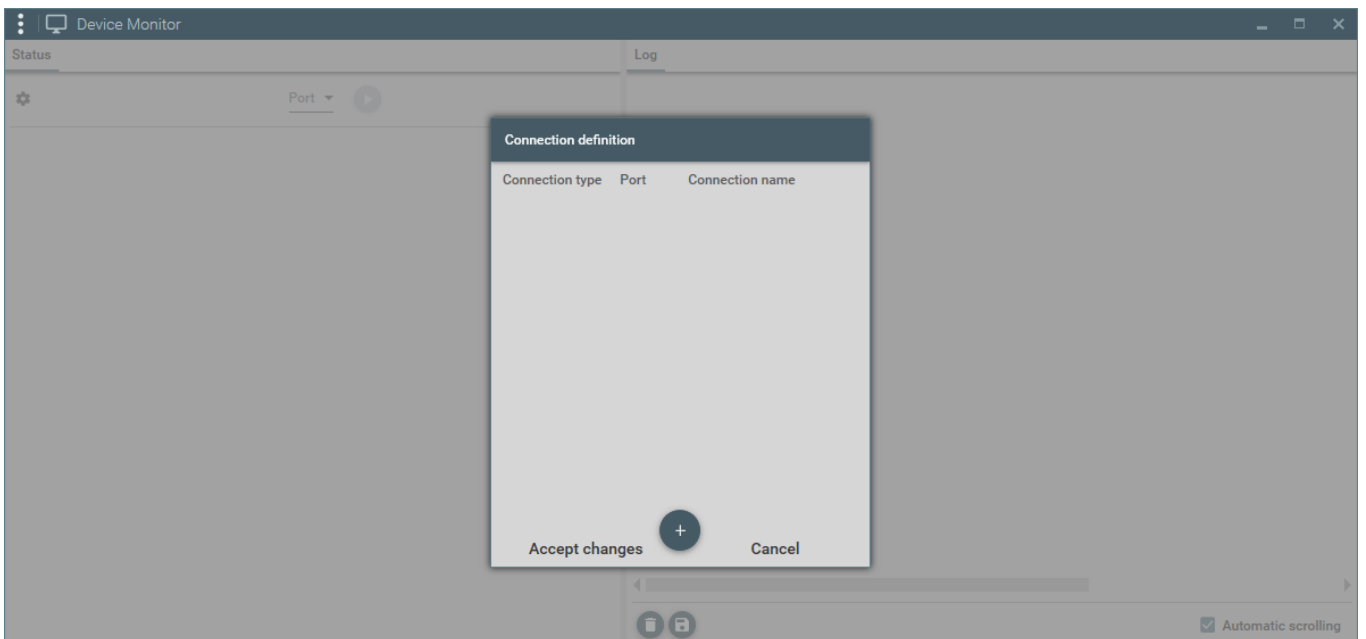 Device Monitor
Status
Log
Port
Connection definition
Connection type Port Connection name
Accept changes
Cancel
Automatic scrolling